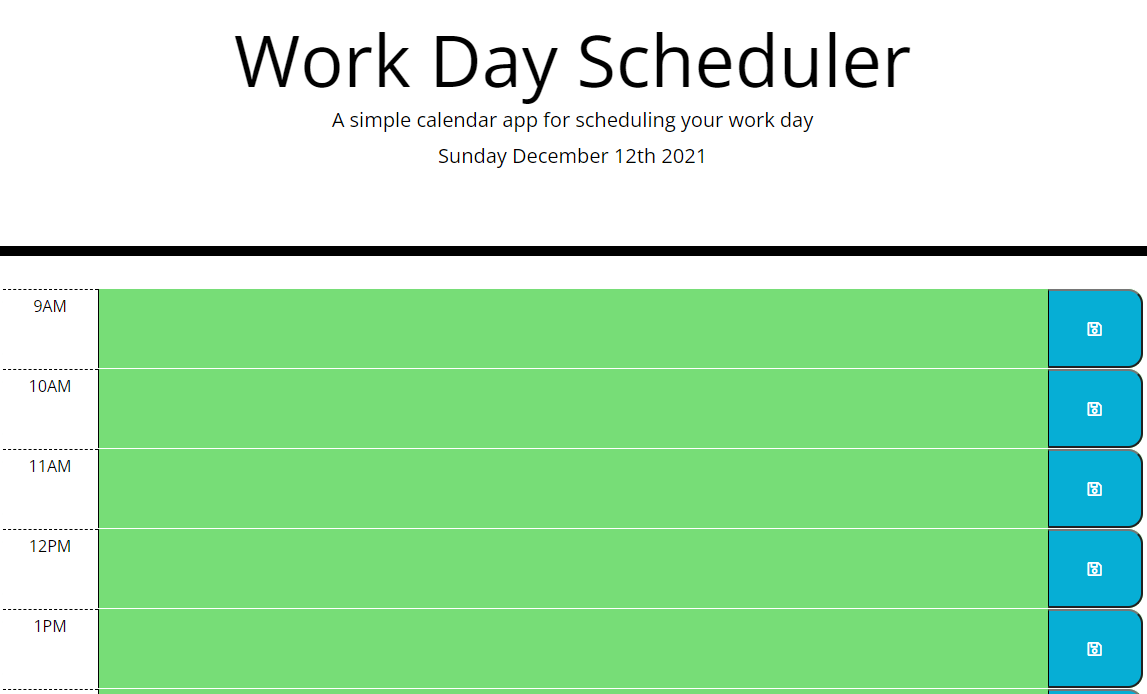 Work Day Scheduler
A simple calendar app for scheduling your work day
Sunday December 12th 2021
9AM
10AM
11AM
12PM
1PM